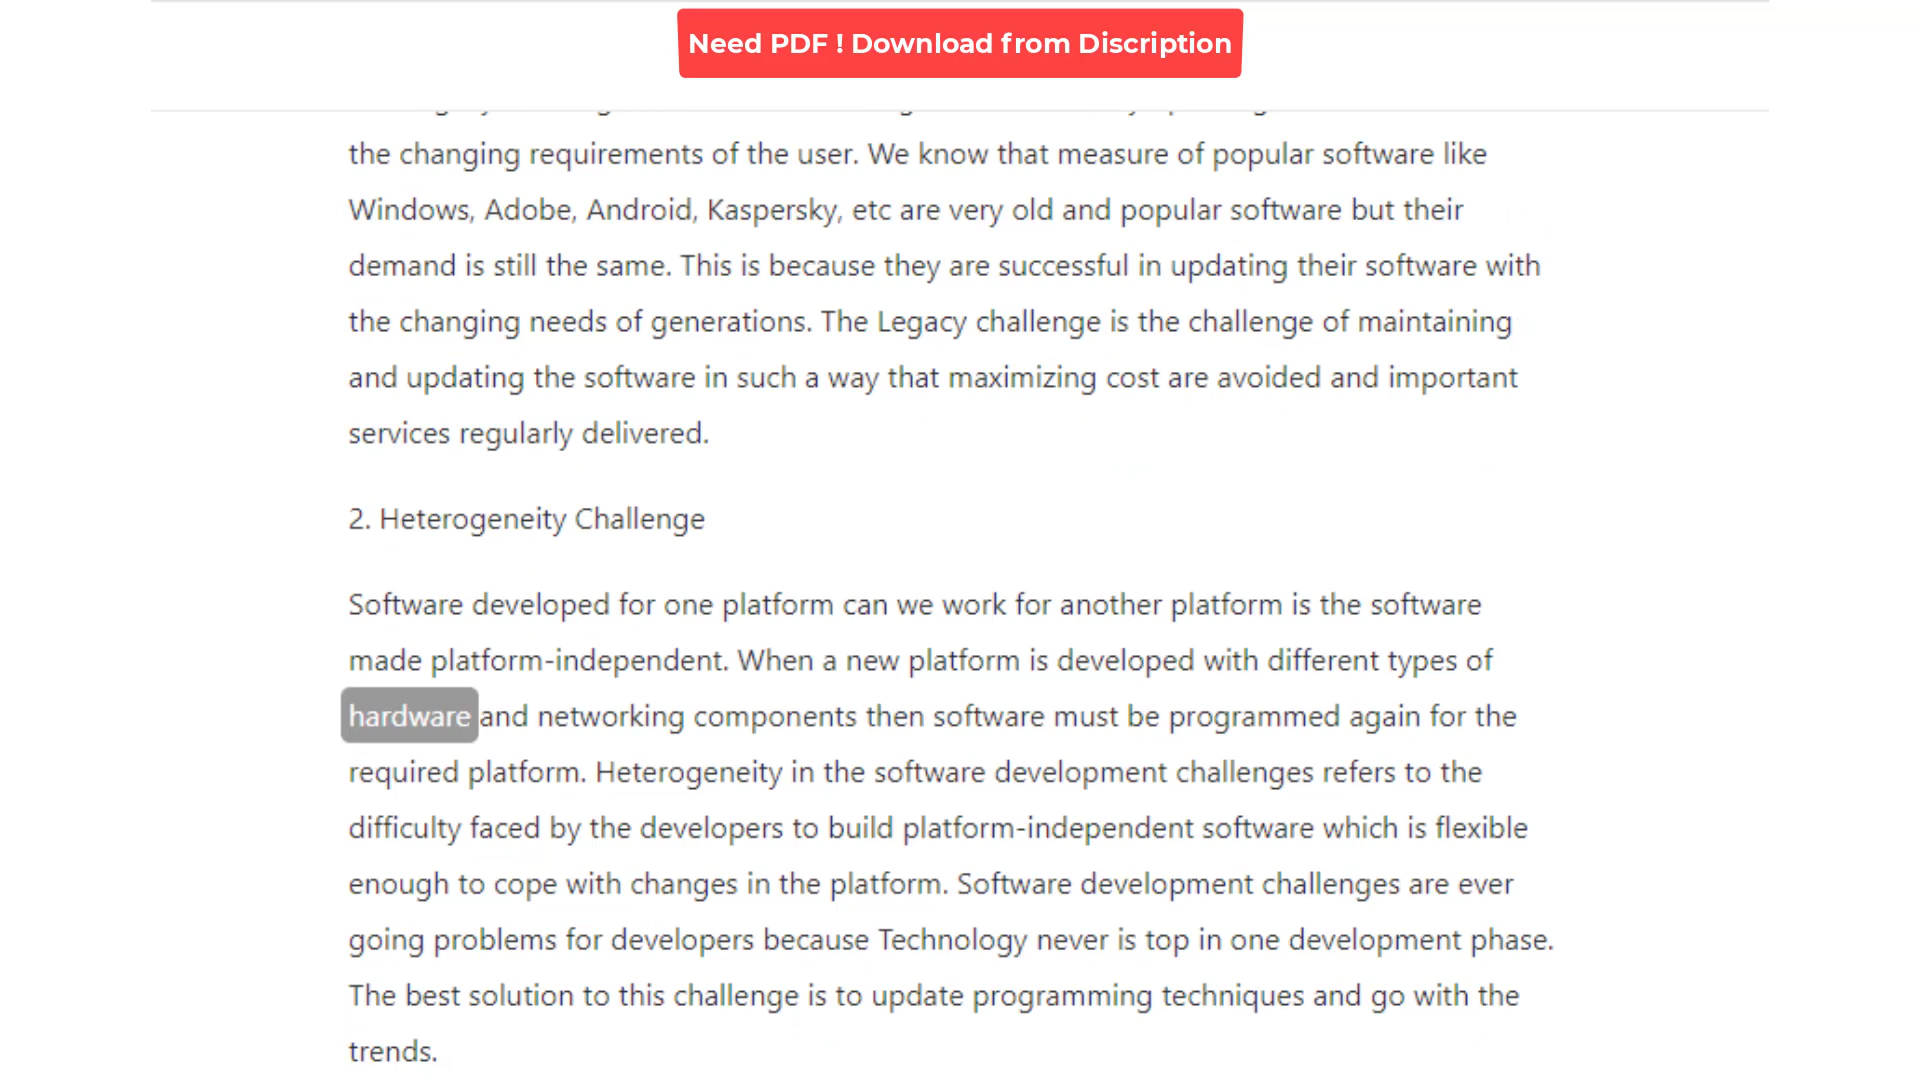 Need PDF ! Download from Discription
the changing requirements of the user. We know that measure of popular software like
Windows, Adobe, Android, Kaspersky, etc are very old and popular software but their
demand is still the same. This is because they are successful in updating their software with
the changing needs of generations. The Legacy challenge is the challenge of maintaining
and updating the software in such a way that maximizing cost are avoided and important
services regularly delivered.
2. Heterogeneity Challenge
Software developed for one platform can we work for another platform is the software
made platform-independent. When a new platform is developed with different types of
hardware and networking components then software must be programmed again for the
required platform. Heterogeneity in the software development challenges refers to the
difficulty faced by the developers to build platform-independent software which is flexible
enough to cope with changes in the platform. Software development challenges are ever
going problems for developers because Technology never is top in one development phase.
The best solution to this challenge is to update programming techniques and go with the
trends.